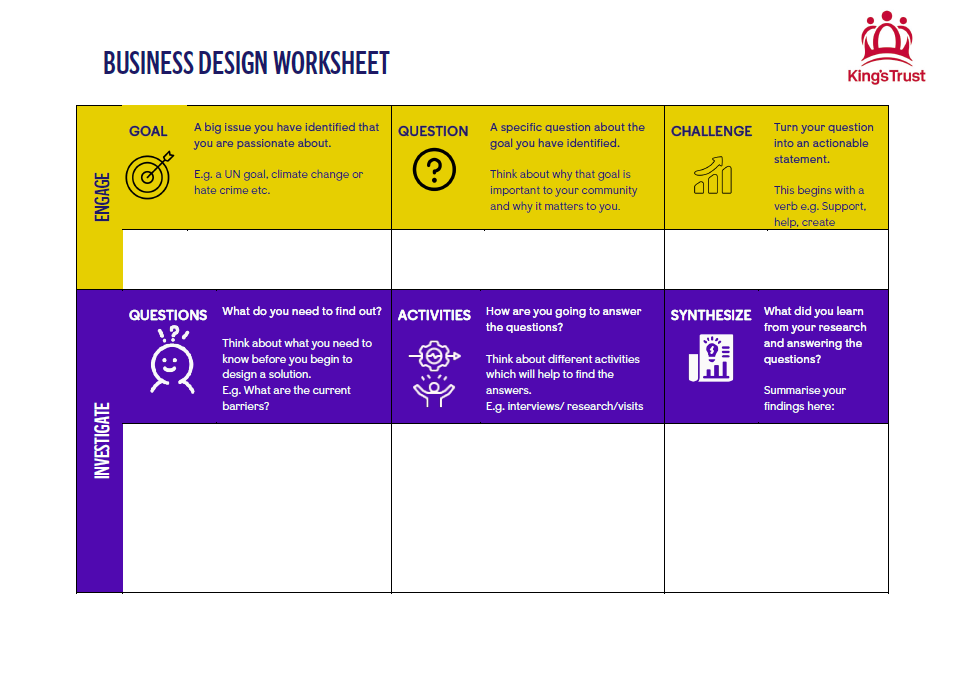 BUSINESS DESIGN WORKSHEET
King'sTrust
ENGAGE
GOAL
A big issue you have identified that
you are passionate about.
E.g. a UN goal, climate change or
hate crime etc.
QUESTION
A specific question about the
goal you have identified.
Think about why that goal is
important to your community
and why it matters to you.
CHALLENGE
Turn your question
into an actionable
statement.
This begins with a
verb e.g. Support,
help, create
INVESTIGATE
QUESTIONS
What do you need to find out?
Think about what you need to
know before you begin to
design a solution.
E.g. What are the current
barriers?
ACTIVITIES
How are you going to answer
the questions?
Think about different activities
which will help to find the
answers.
E.g. interviews/ research/visits
SYNTHESIZE
What did you learn
from your research
and answering the
questions?
Summarise your
findings here: